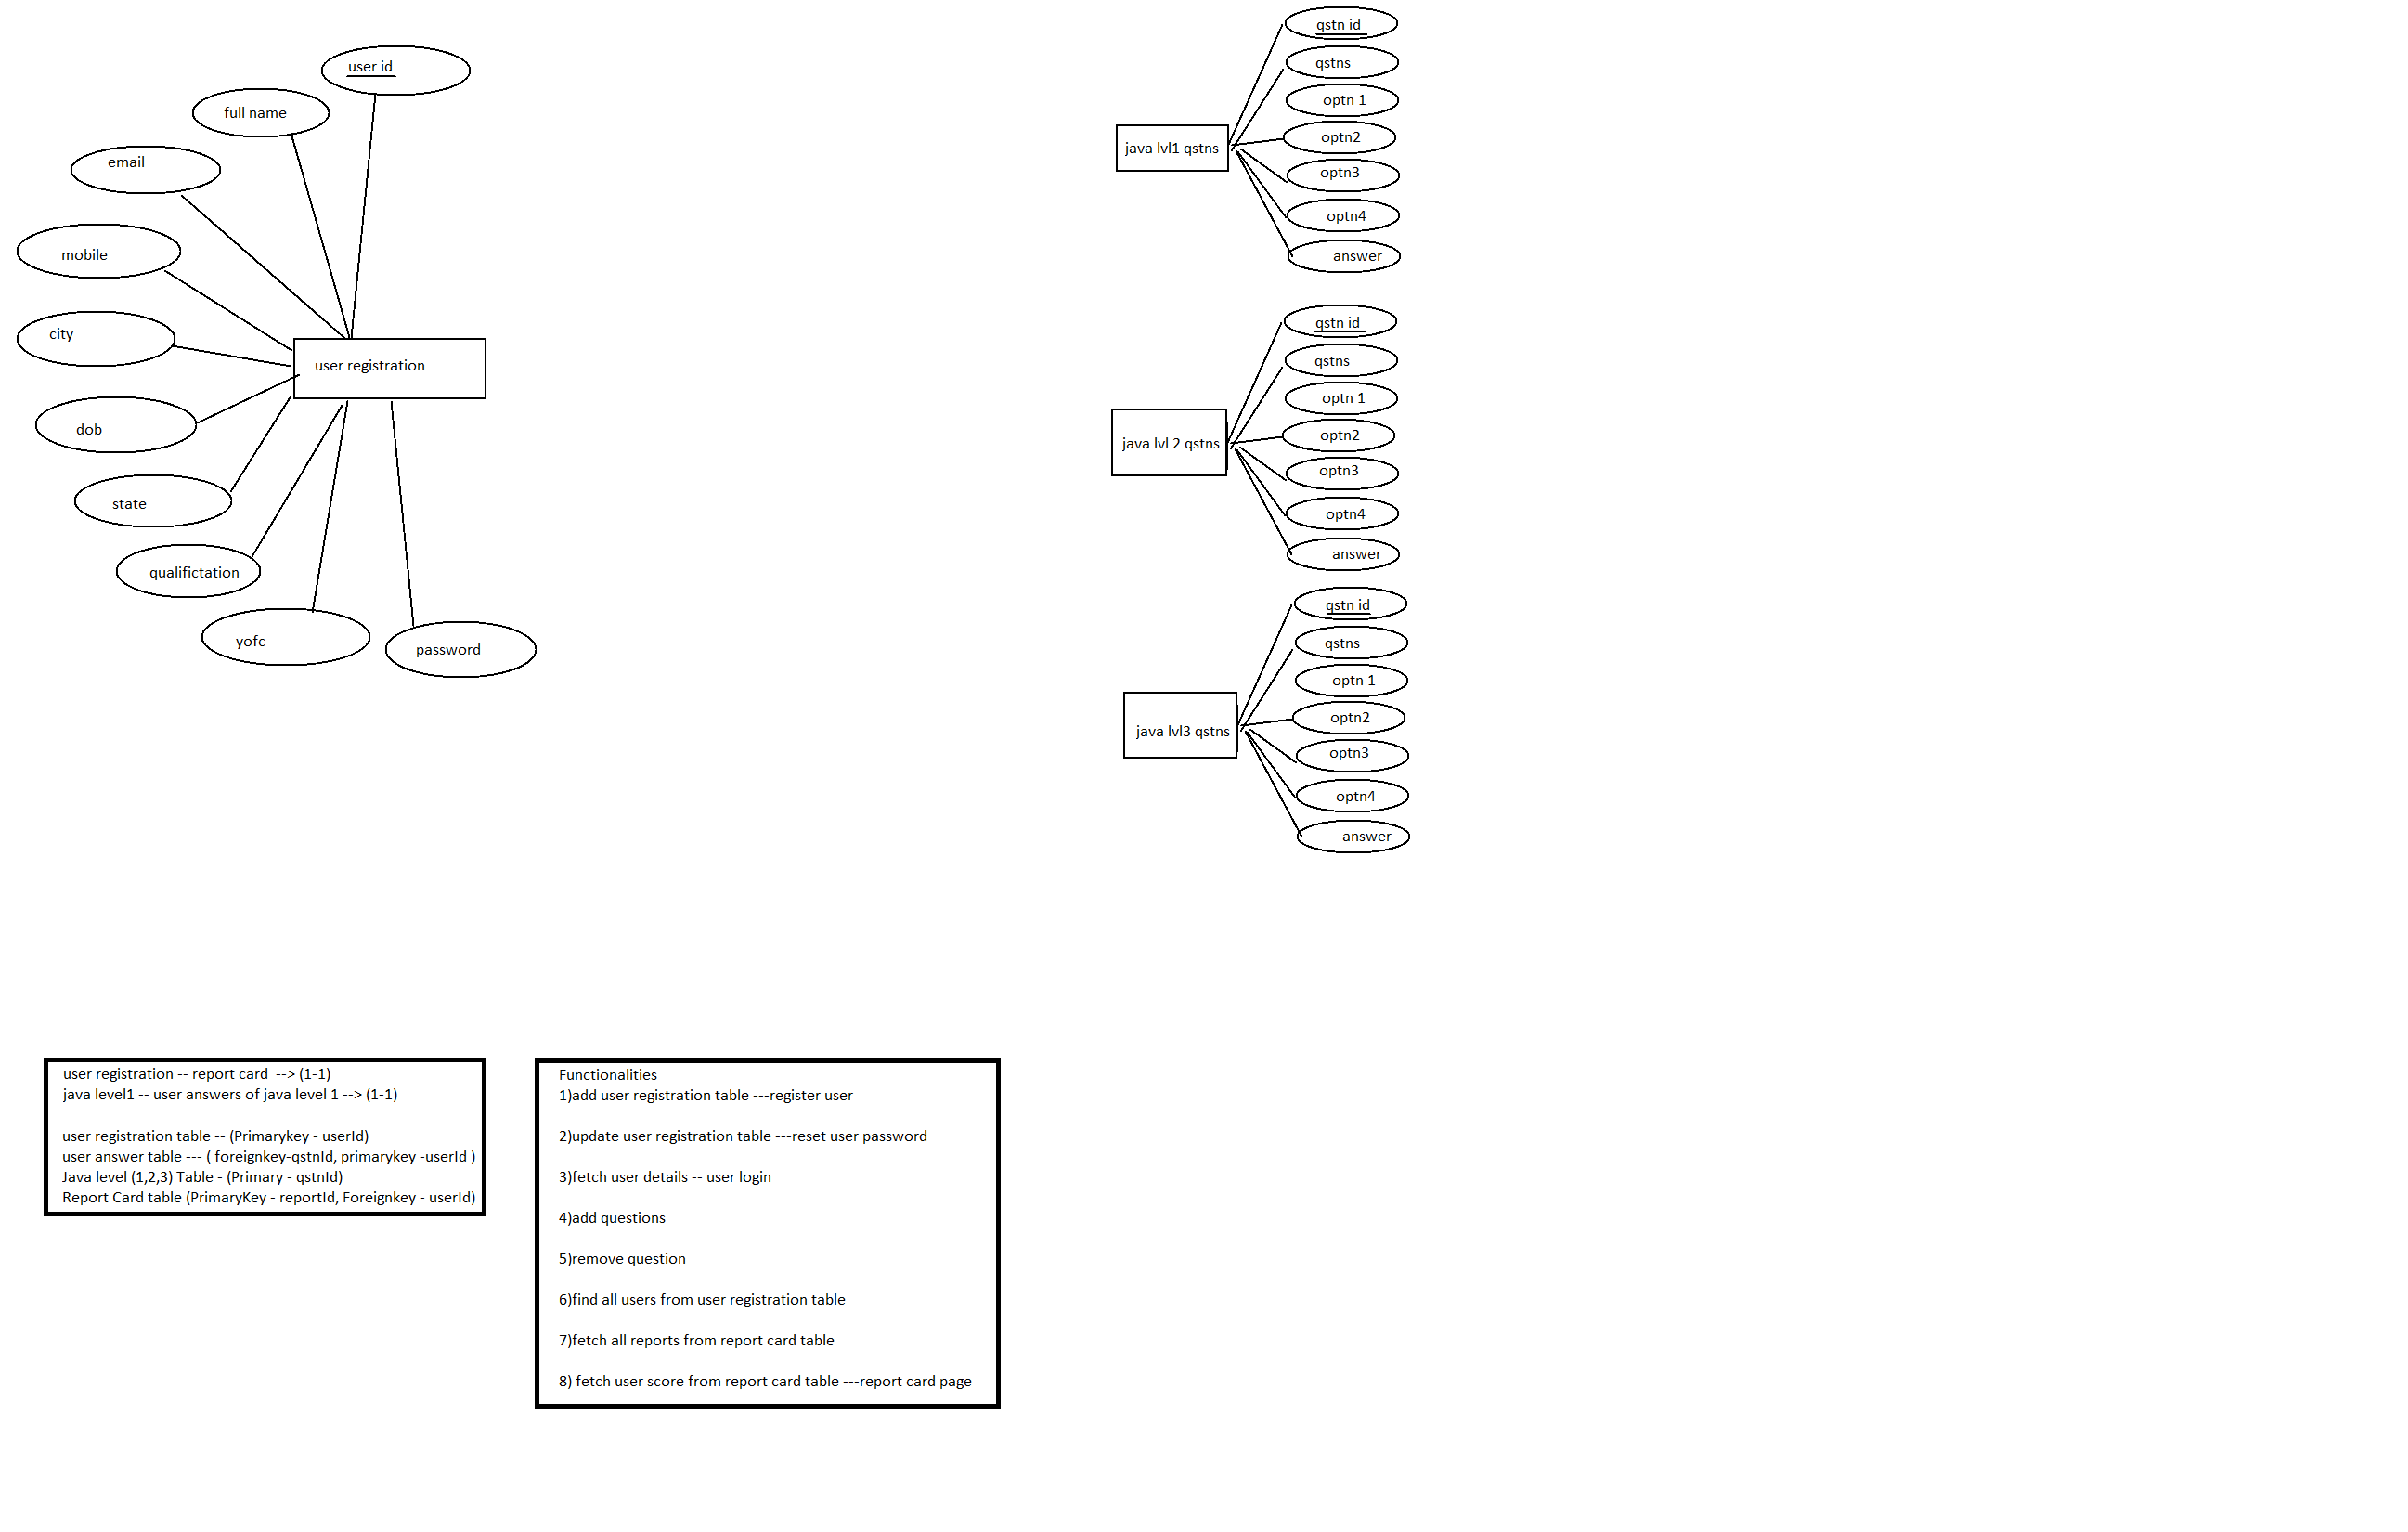 user id
full name
email
mobile
city
dob
state
qualifictation
yofc
password
user registration
java lvl1 qstns
qstn id
qstns
optn 1
optn2
optn3
optn4
answer
java lvl 2 qstns
qstn id
qstns
optn 1
optn2
optn3
optn4
answer
java lvl3 qstns
qstn id
qstns
optn 1
optn2
optn3
optn4
answer
user registration -- report card --> (1-1)
java level1 -- user answers of java level 1 --> (1-1)
user registration table -- (Primarykey - userId)
user answer table --- ( foreignkey-qstnId, primarykey -userId )
Java level (1,2,3) Table - (Primary - qstnId)
Report Card table (PrimaryKey - reportId, Foreignkey - userId)
Functionalities
1)add user registration table ---register user
2)update user registration table ---reset user password
3)fetch user details -- user login
4)add questions
5)remove question
6)find all users from user registration table
7)fetch all reports from report card table
8) fetch user score from report card table ---report card page